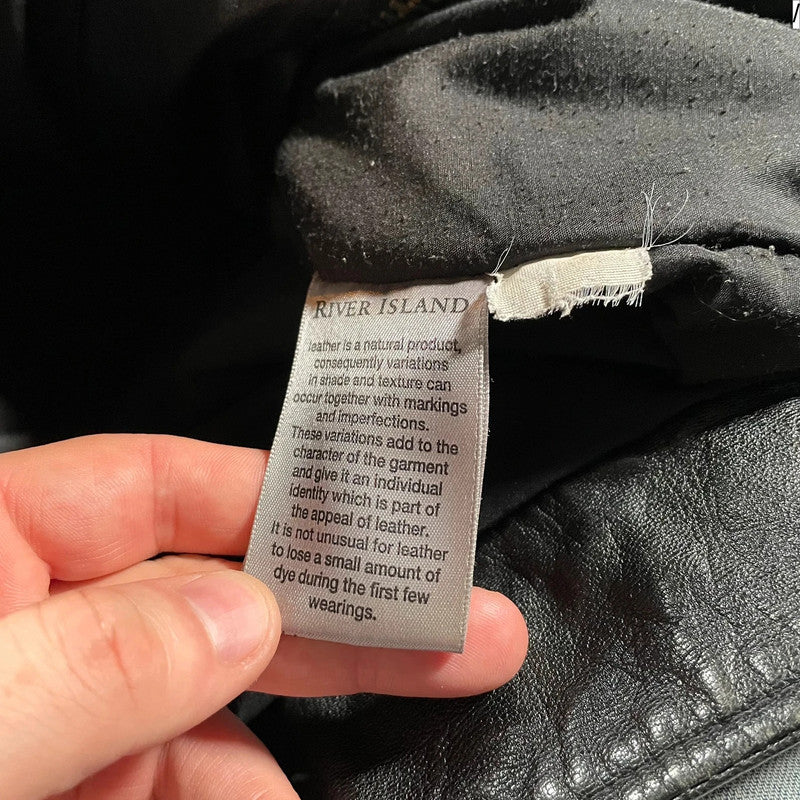 RIVER ISLAND
leather is a natural product,
consequently variations
in shade and texture can
occur together with markings
and imperfections.
These variations add to the
character of the garment
and give it an individual
identity which is part of
the appeal of leather.
It is not unusual for leather
to lose a small amount of
dye during the first few
wearings.